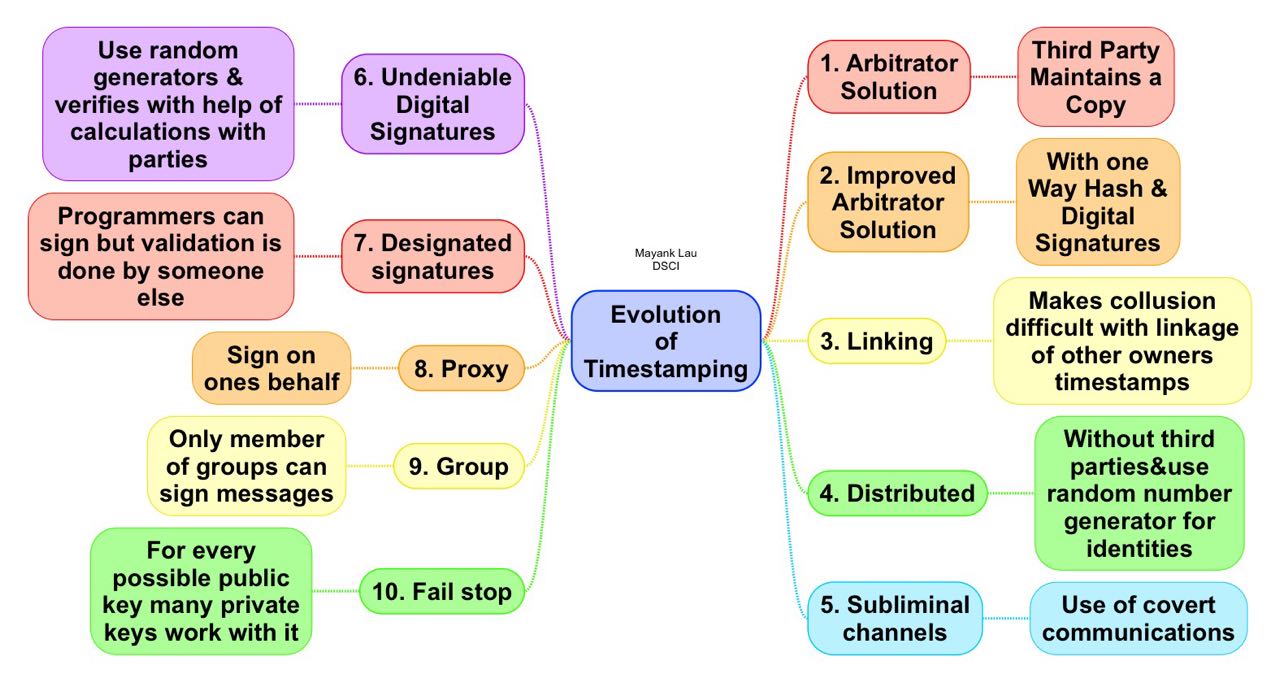 Mayank Lau
DSCI
Evolution
of
Timestamping
1. Arbitrator
Solution
Third Party
Maintains a
Copy
2. Improved
Arbitrator
Solution
With one
Way Hash &
Digital
Signatures
3. Linking
Makes collusion
difficult with linkage
of other owners
timestamps
4. Distributed
Without third
parties&use
random number
generator for
identities
5. Subliminal
channels
Use of covert
communications
6. Undeniable
Digital
Signatures
Use random
generators &
verifies with help of
calculations with
parties
7. Designated
signatures
Programmers can
sign but validation is
done by someone
else
8. Proxy
Sign on
ones behalf
9. Group
Only member
of groups can
sign messages
10. Fail stop
For every
possible public
key many private
keys work with it